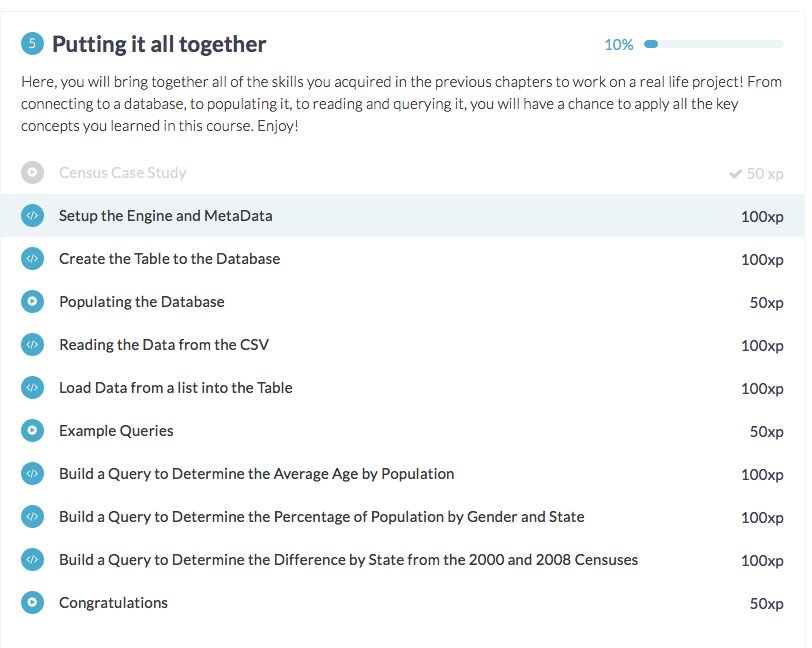 5 Putting it all together 10%
Here, you will bring together all of the skills you acquired in the previous chapters to work on a real life project! From
connecting to a database, to populating it, to reading and querying it, you will have a chance to apply all the key
concepts you learned in this course. Enjoy!
Census Case Study 50 xp
Setup the Engine and MetaData 100xp
Create the Table to the Database 100xp
Populating the Database 50xp
Reading the Data from the CSV 100xp
Load Data from a list into the Table 100xp
Example Queries 50xp
Build a Query to Determine the Average Age by Population 100xp
Build a Query to Determine the Percentage of Population by Gender and State 100xp
Build a Query to Determine the Difference by State from the 2000 and 2008 Censuses 100xp
Congratulations 50xp